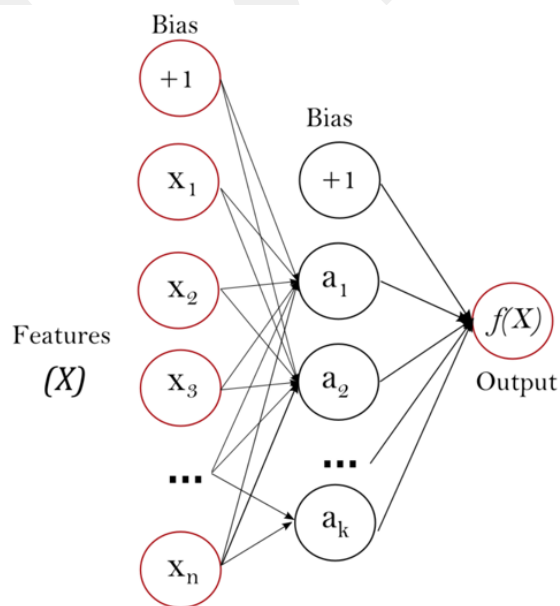 Bias
+1
x1
x2
x3
...
xn
Features
(X)
Bias
+1
a1
a2
...
ak
f(X)
Output